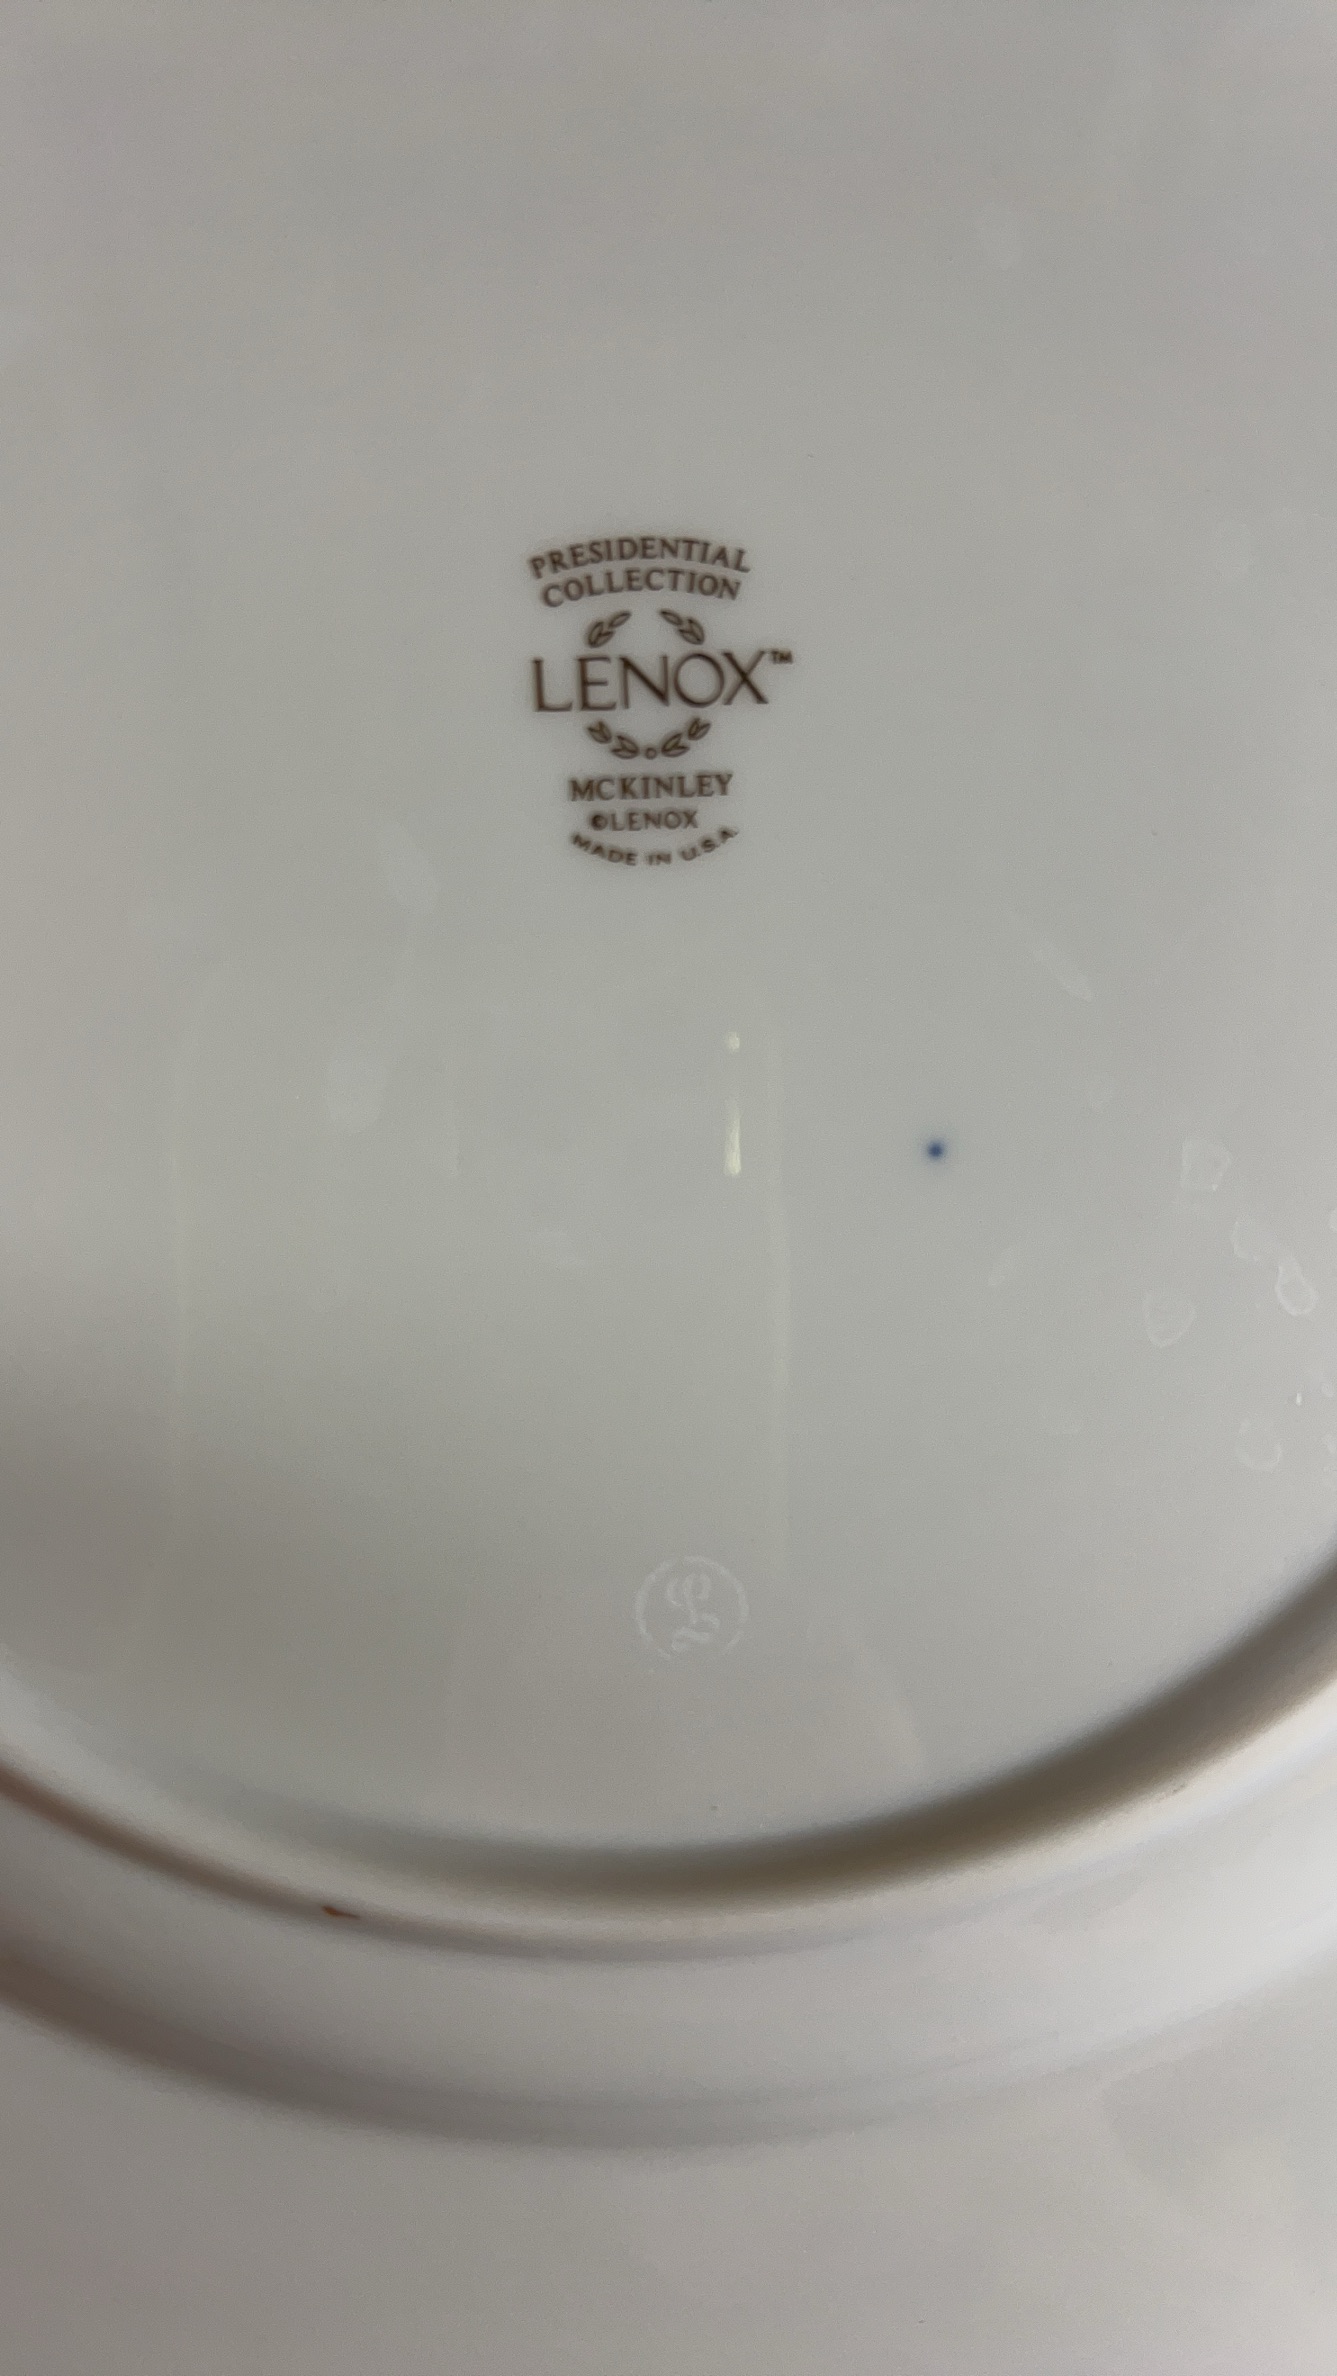 PRESIDENTIAL
COLLECTION
LENOX™
MCKINLEY
©LENOX
MADE IN U.S.A.
L